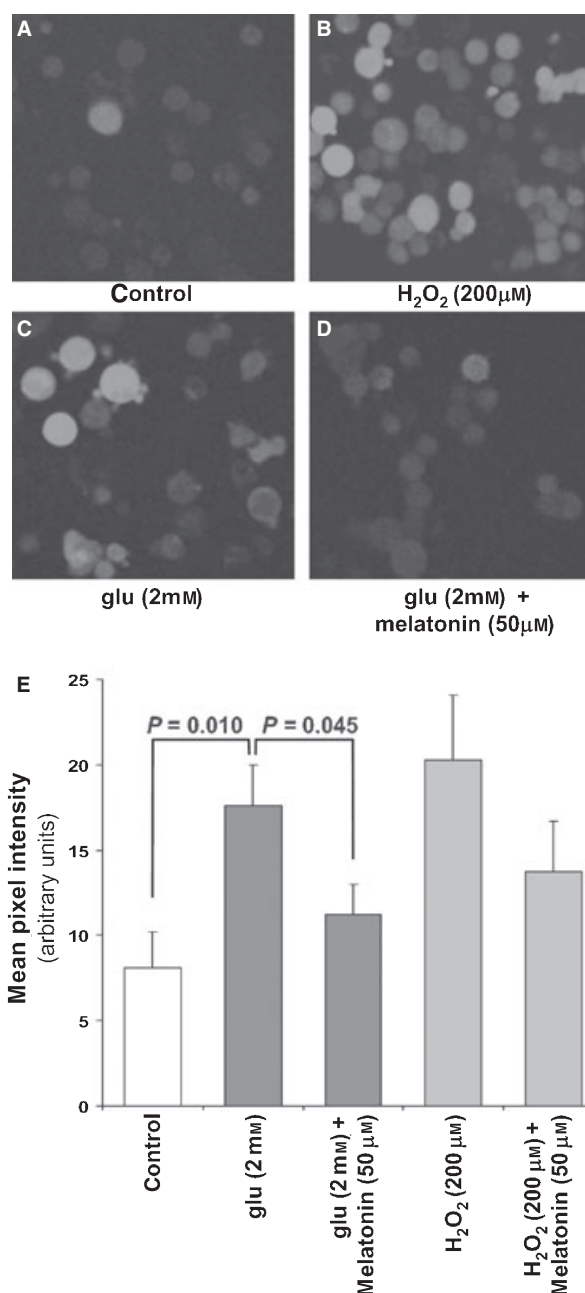 A
B
Control
H₂O₂ (200µM)
C
D
glu (2mM)
glu (2mM) +
melatonin (50µM)
E
25
20
15
10
5
0
Mean pixel intensity
(arbitrary units)
P = 0.010
P = 0.045
Control
glu (2 mM)
glu (2 mM) +
Melatonin (50 µM)
H₂O₂ (200 µM)
H₂O₂ (200 µM) +
Melatonin (50 µM)